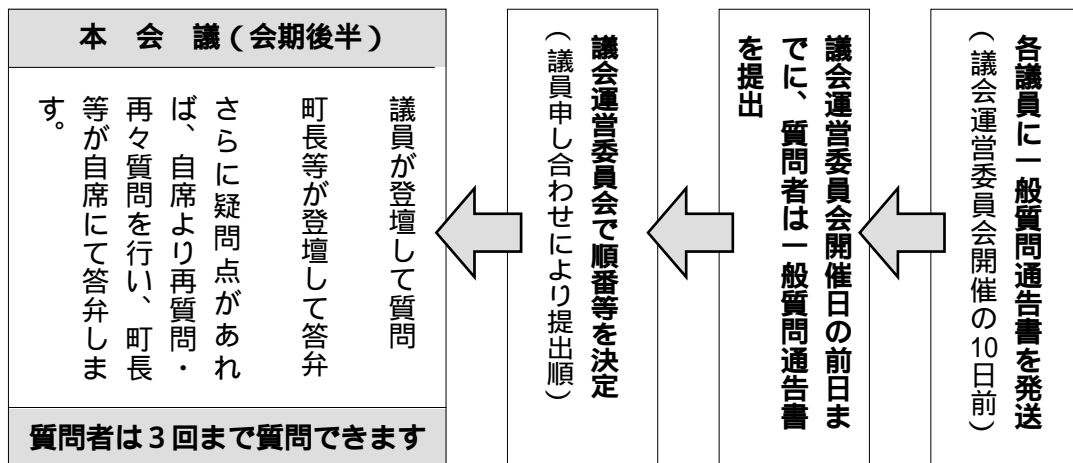 各議員に一般質問通告書を発送
(議会運営委員会開催の10日前)
議会運営委員会開催日の前日ま
でに、質問者は一般質問通告書
を提出
議会運営委員会で順番等を決定
(議員申し合わせにより提出順)
本　会　議(会期後半)
議員が登壇して質問
町長等が登壇して答弁
さらに疑問点があれ
ば、自席より再質問・
再々質問を行い、町長
等が自席にて答弁しま
す。
質問者は3回まで質問できます